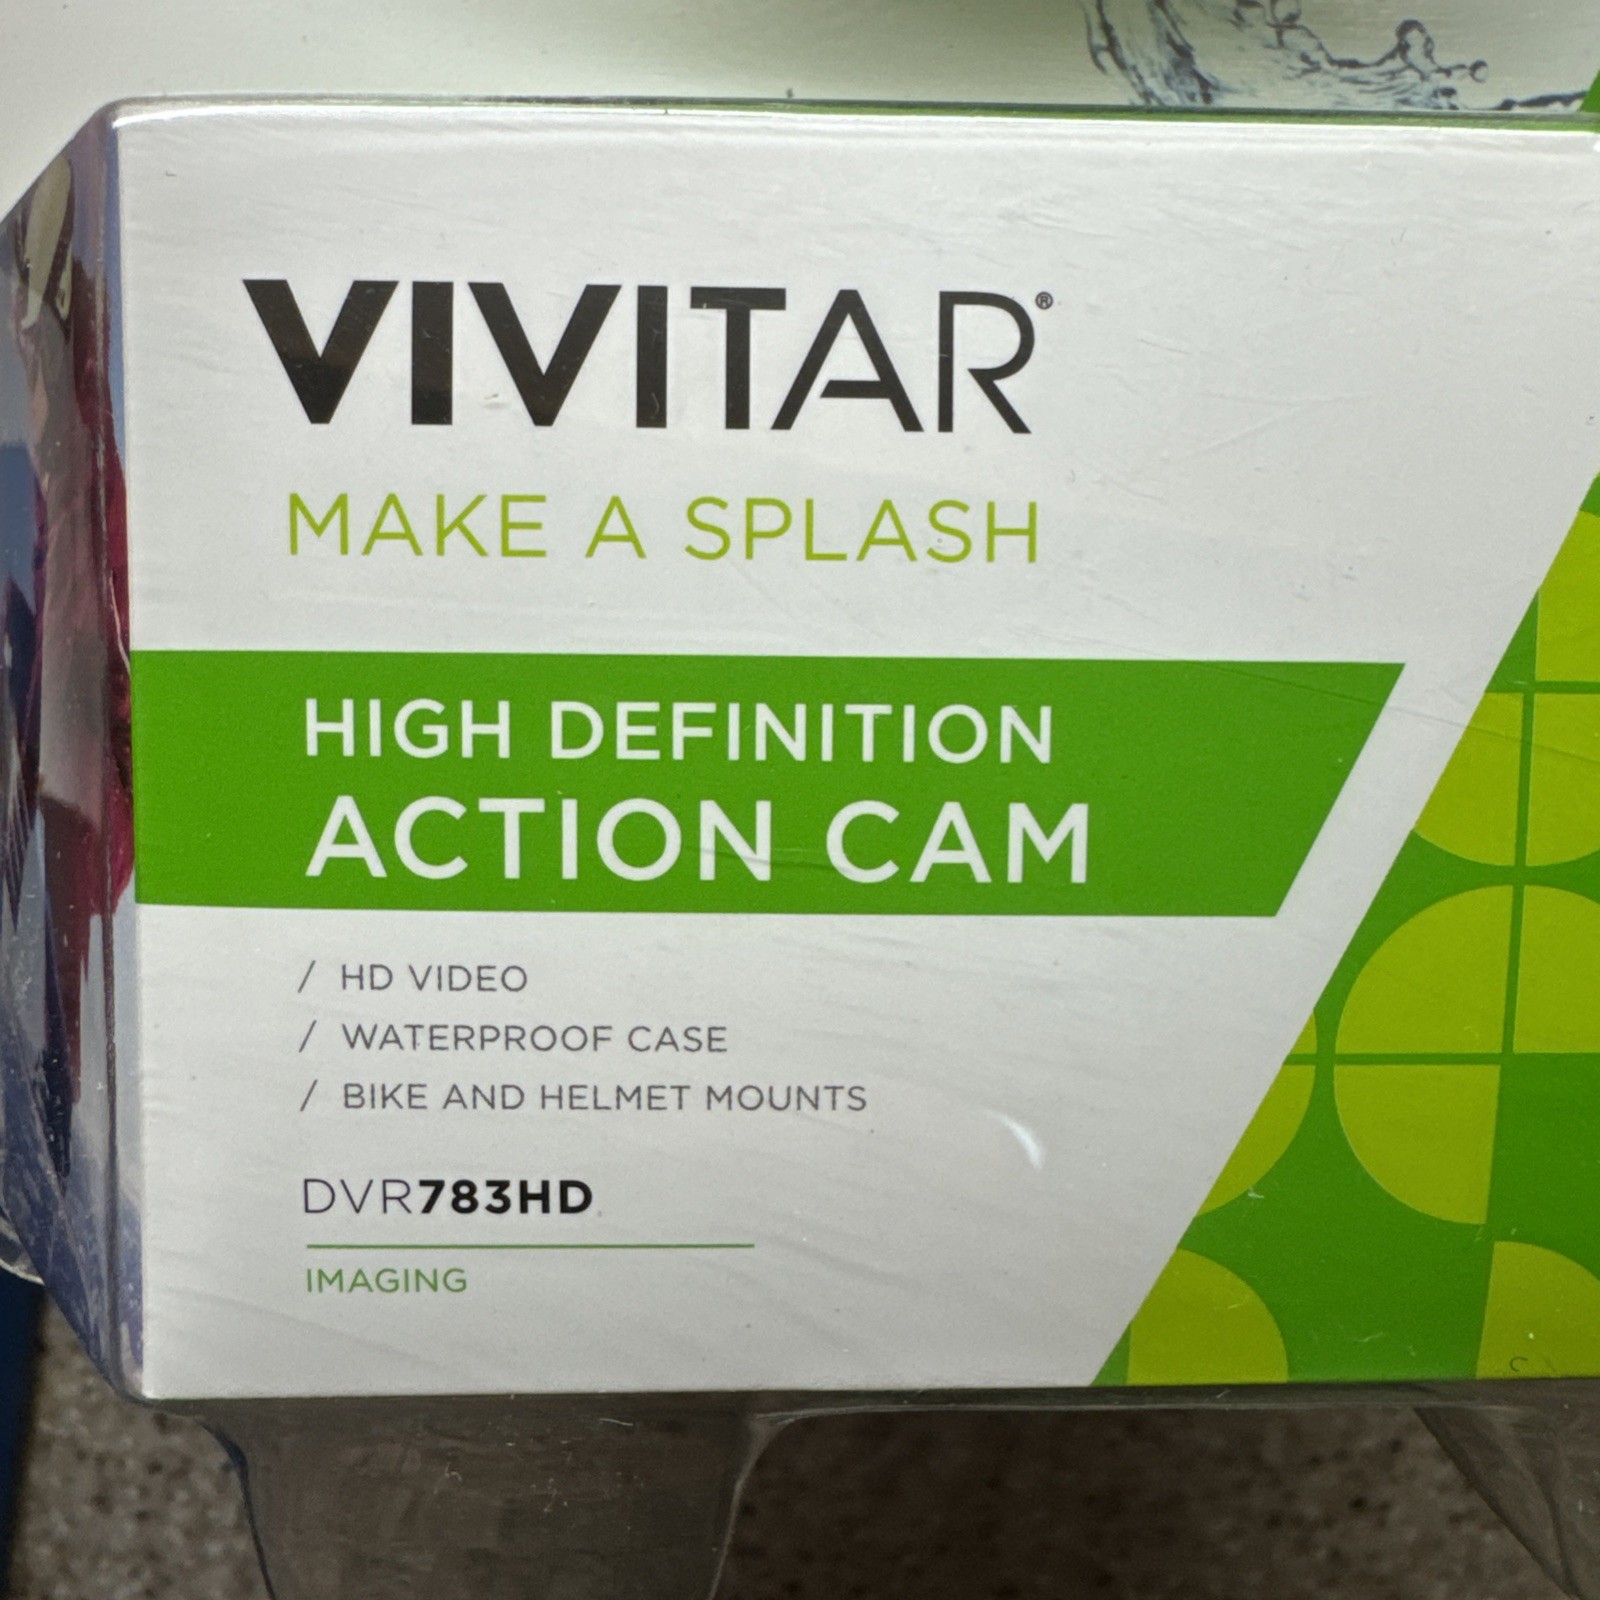 VIVITAR®
MAKE A SPLASH
HIGH DEFINITION
ACTION CAM
/ HD VIDEO
/ WATERPROOF CASE
/ BIKE AND HELMET MOUNTS
DVR783HD
IMAGING